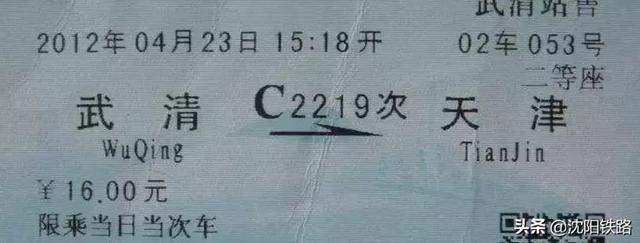 武清站售
2012年04月23日 15:18开 02车 053号
二等座
武清 C2219次 天津
WuQing TianJin
￥16.00元
限乘当日当次车
头条 @沈阳铁路